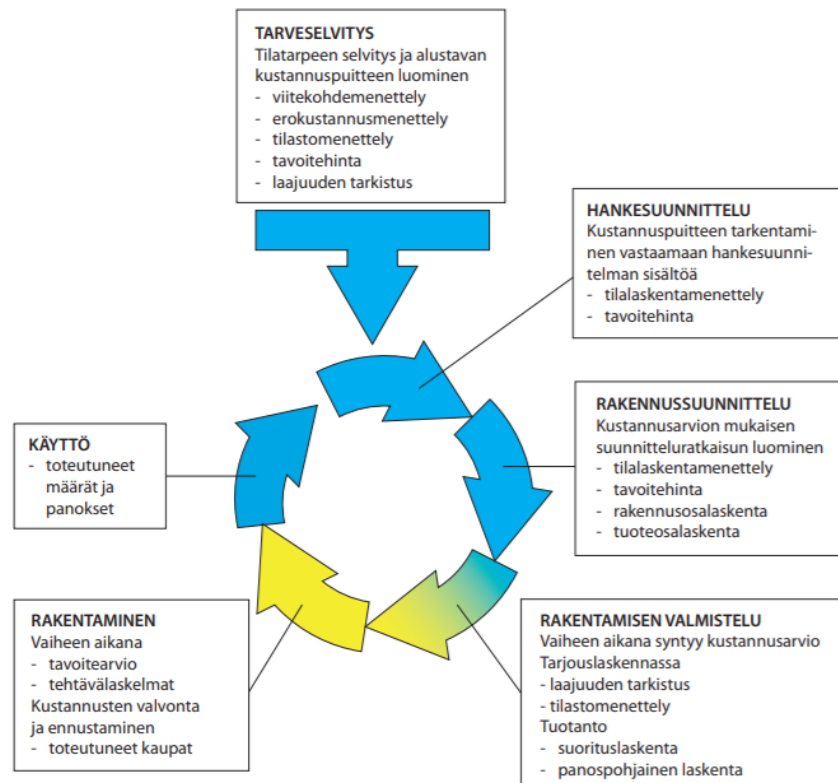 TARVESELVITYS
Tilatarpeen selvitys ja alustavan
kustannuspuitteen luominen
- viitekohdemenettely
- erokustannusmenettely
- tilastomenettely
- tavoitehinta
- laajuuden tarkistus
HANKESUUNNITTELU
Kustannuspuitteen tarkentami-
nen vastaamaan hankesuunni-
telman sisältöä
- tilalaskentamenettely
- tavoitehinta
RAKENNUSSUUNNITTELU
Kustannusarvion mukaisen
suunnitteluratkaisun luominen
- tilalaskentamenettely
- tavoitehinta
- rakennusosalaskenta
- tuoteosalaskenta
RAKENTAMISEN VALMISTELU
Vaiheen aikana syntyy kustannusarvio
Tarjouslaskennassa
- laajuuden tarkistus
- tilastomenettely
Tuotanto
- suorituslaskenta
- panospohjainen laskenta
RAKENTAMINEN
Vaiheen aikana
- tavoitearvio
- tehtävälaskelmat
Kustannusten valvonta
ja ennustaminen
- toteutuneet kaupat
KÄYTTÖ
- toteutuneet
määrät ja
panokset